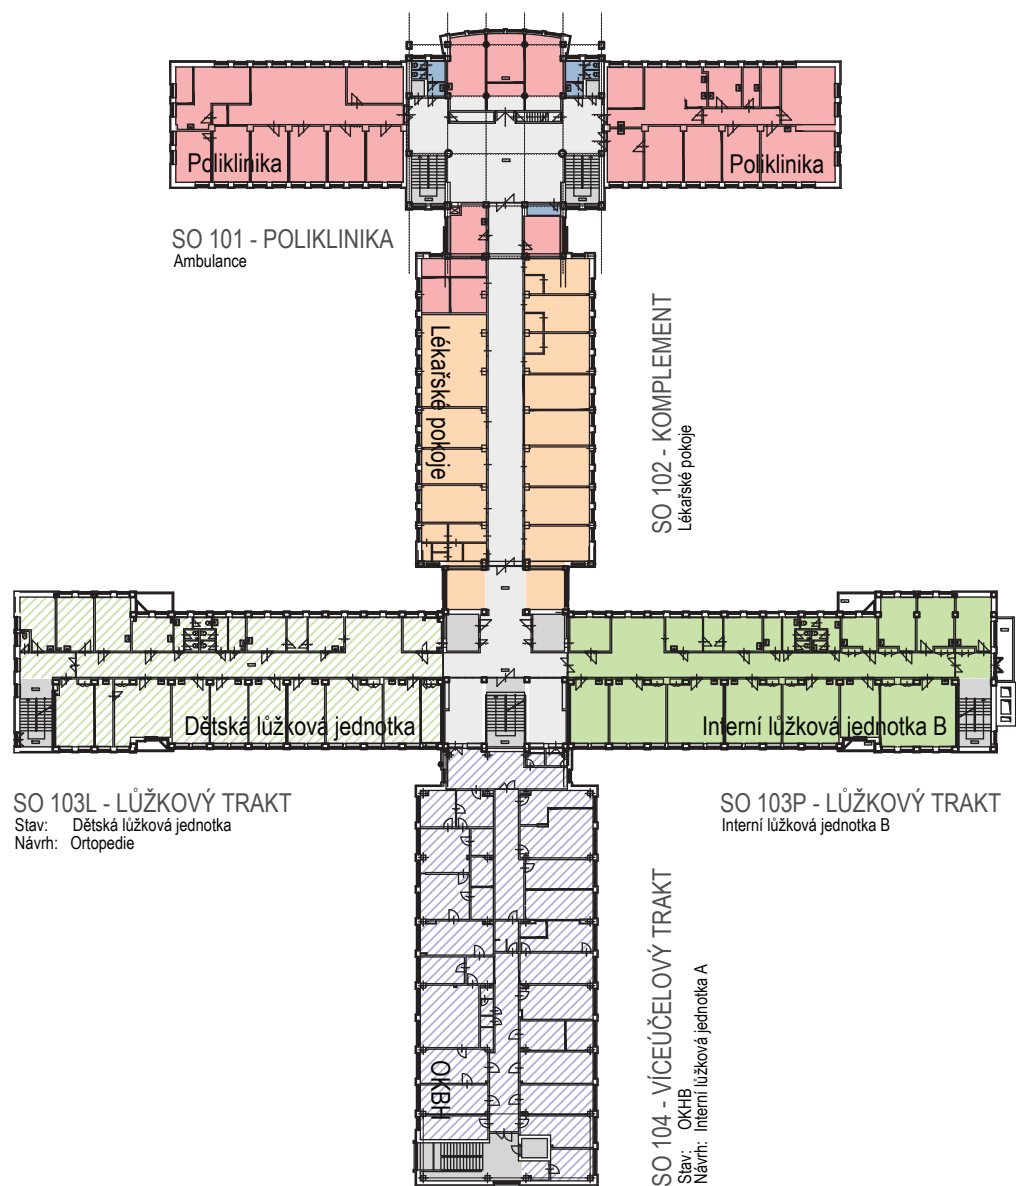 Poliklinika
Poliklinika
SO 101 - POLIKLINIKA
Ambulance
Lékařské pokoje
SO 102 - KOMPLEMENT
Lékařské pokoje
Dětská lůžková jednotka
Interní lůžková jednotka B
SO 103L - LŮŽKOVÝ TRAKT
Stav: Dětská lůžková jednotka
Návrh: Ortopedie
SO 103P - LŮŽKOVÝ TRAKT
Interní lůžková jednotka B
OKBH
SO 104 - VÍCEÚČELOVÝ TRAKT
Stav: OKHB
Návrh: Interní lůžková jednotka A